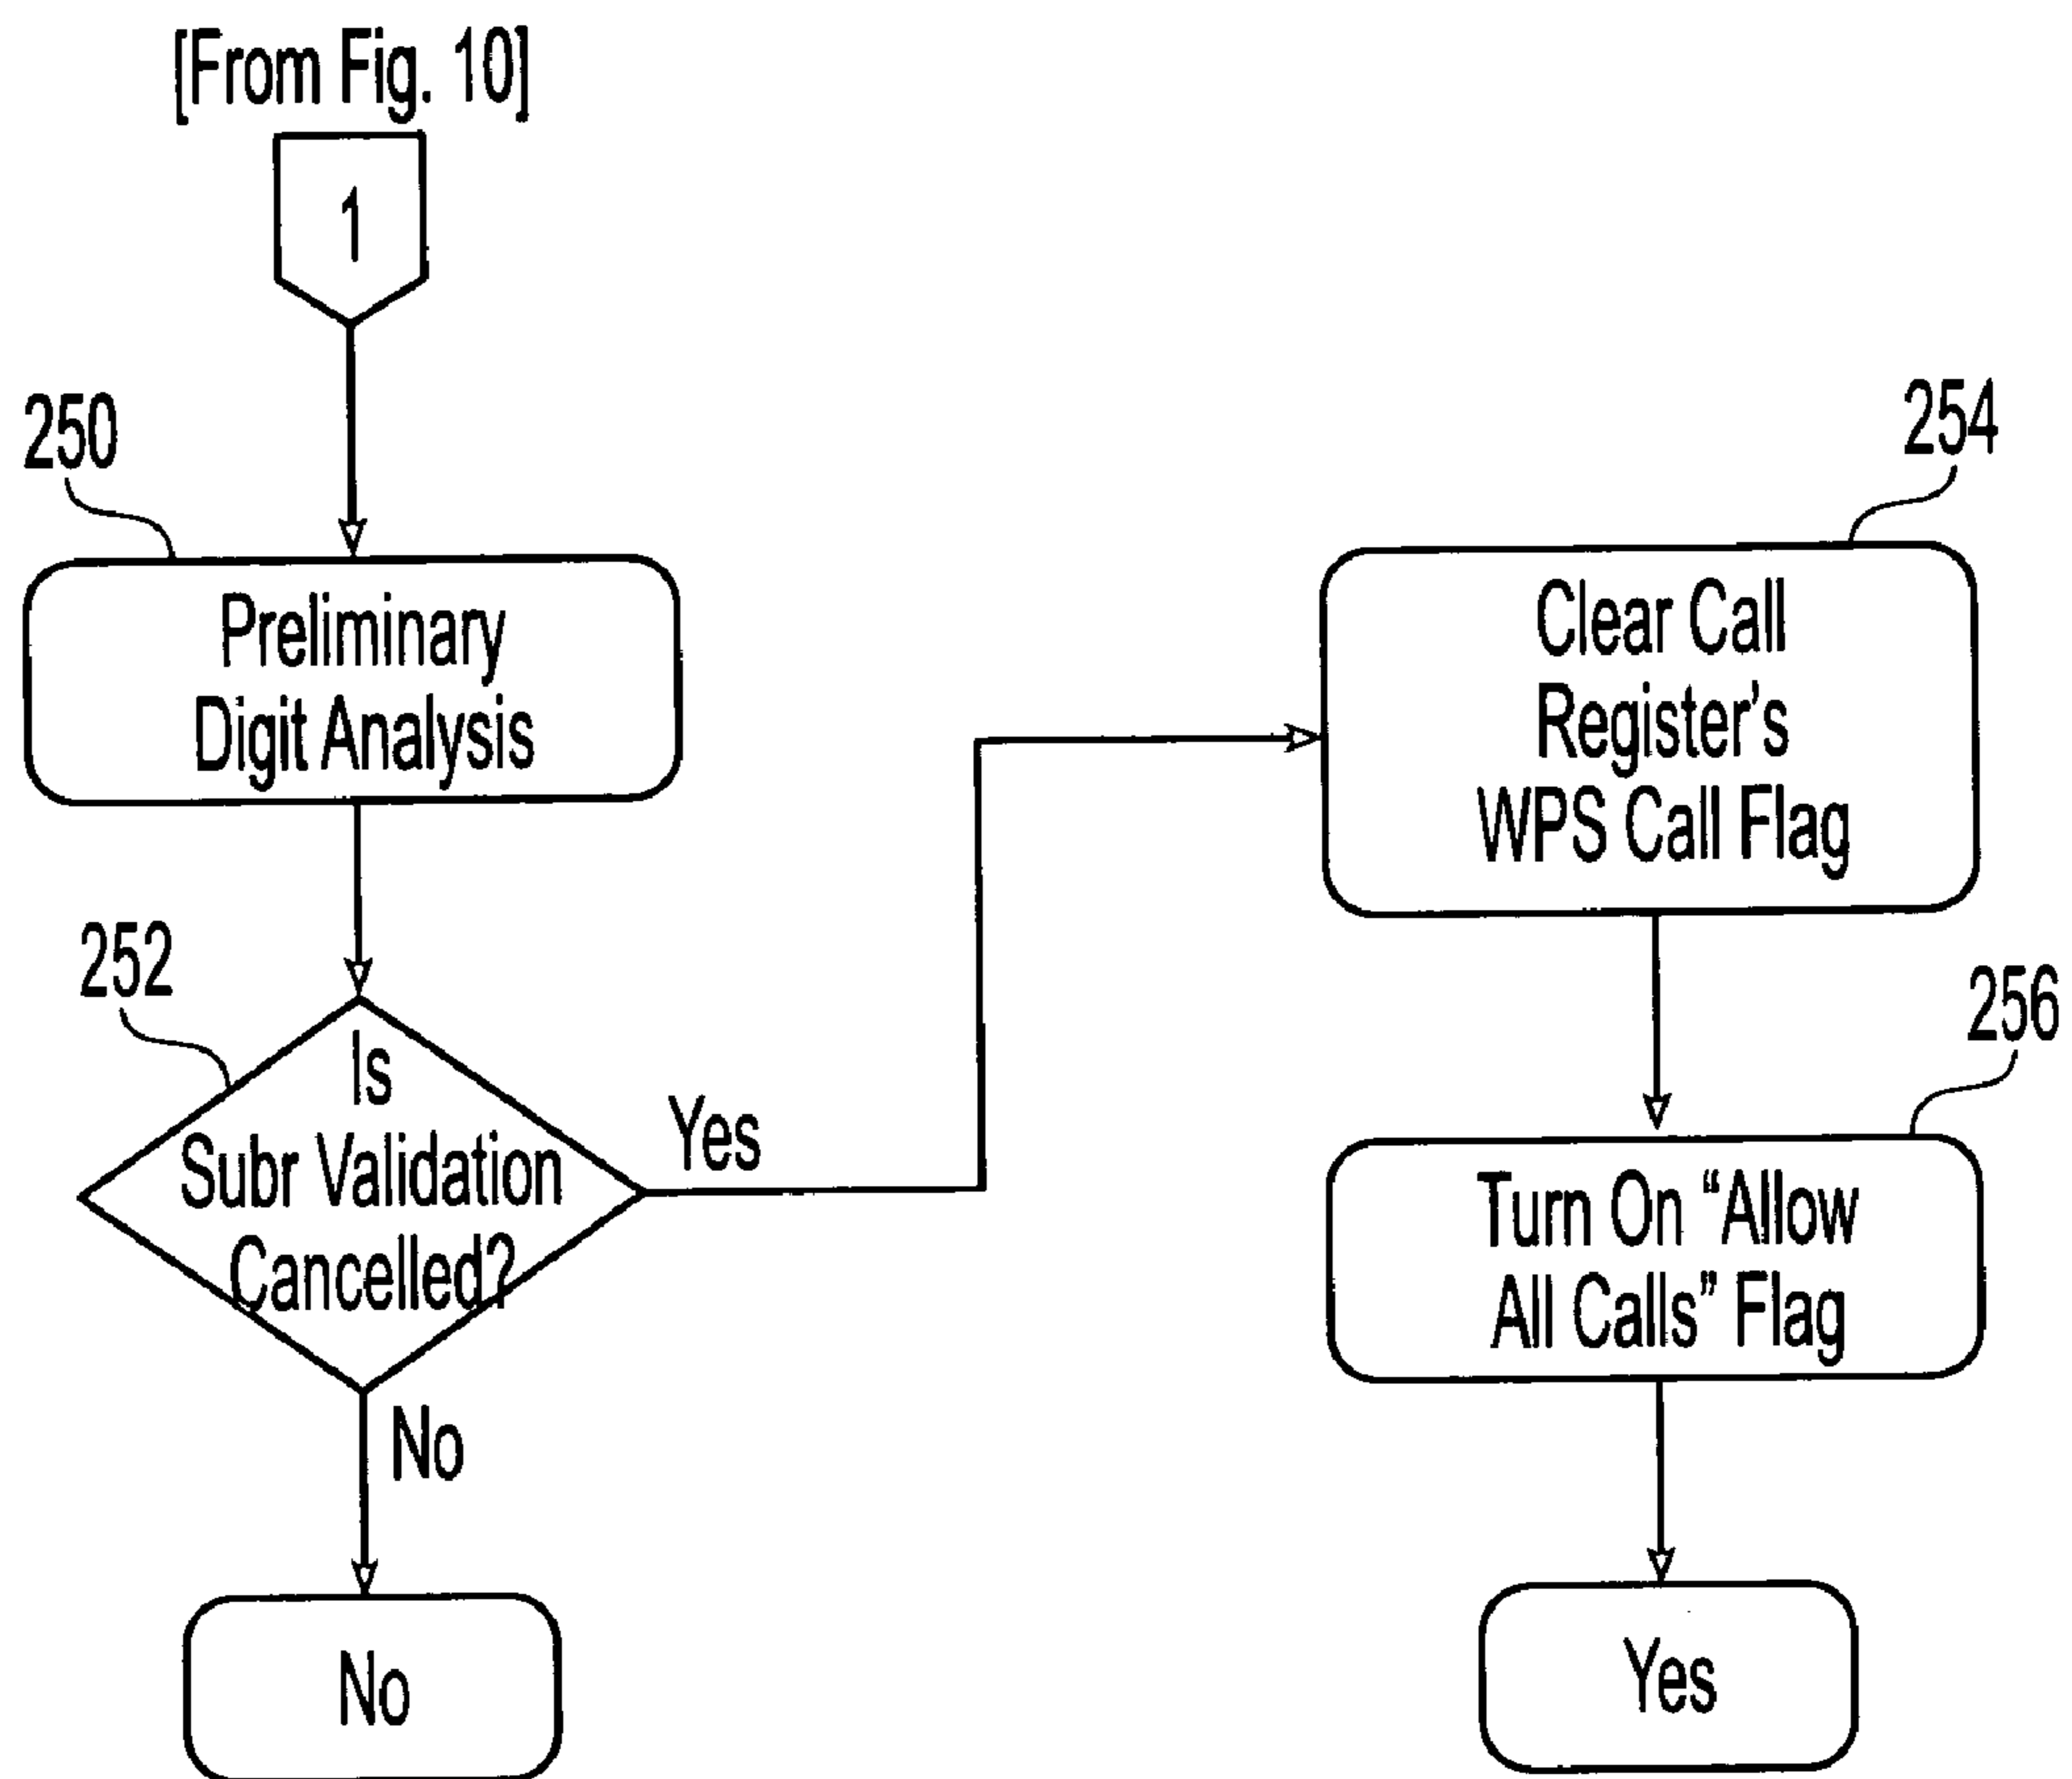 [From Fig. 10]
1
250
Preliminary
Digit Analysis
252
Is
Subr Validation
Cancelled?
Yes
No
No
254
Clear Call
Register's
WPS Call Flag
256
Turn On “Allow
All Calls” Flag
Yes